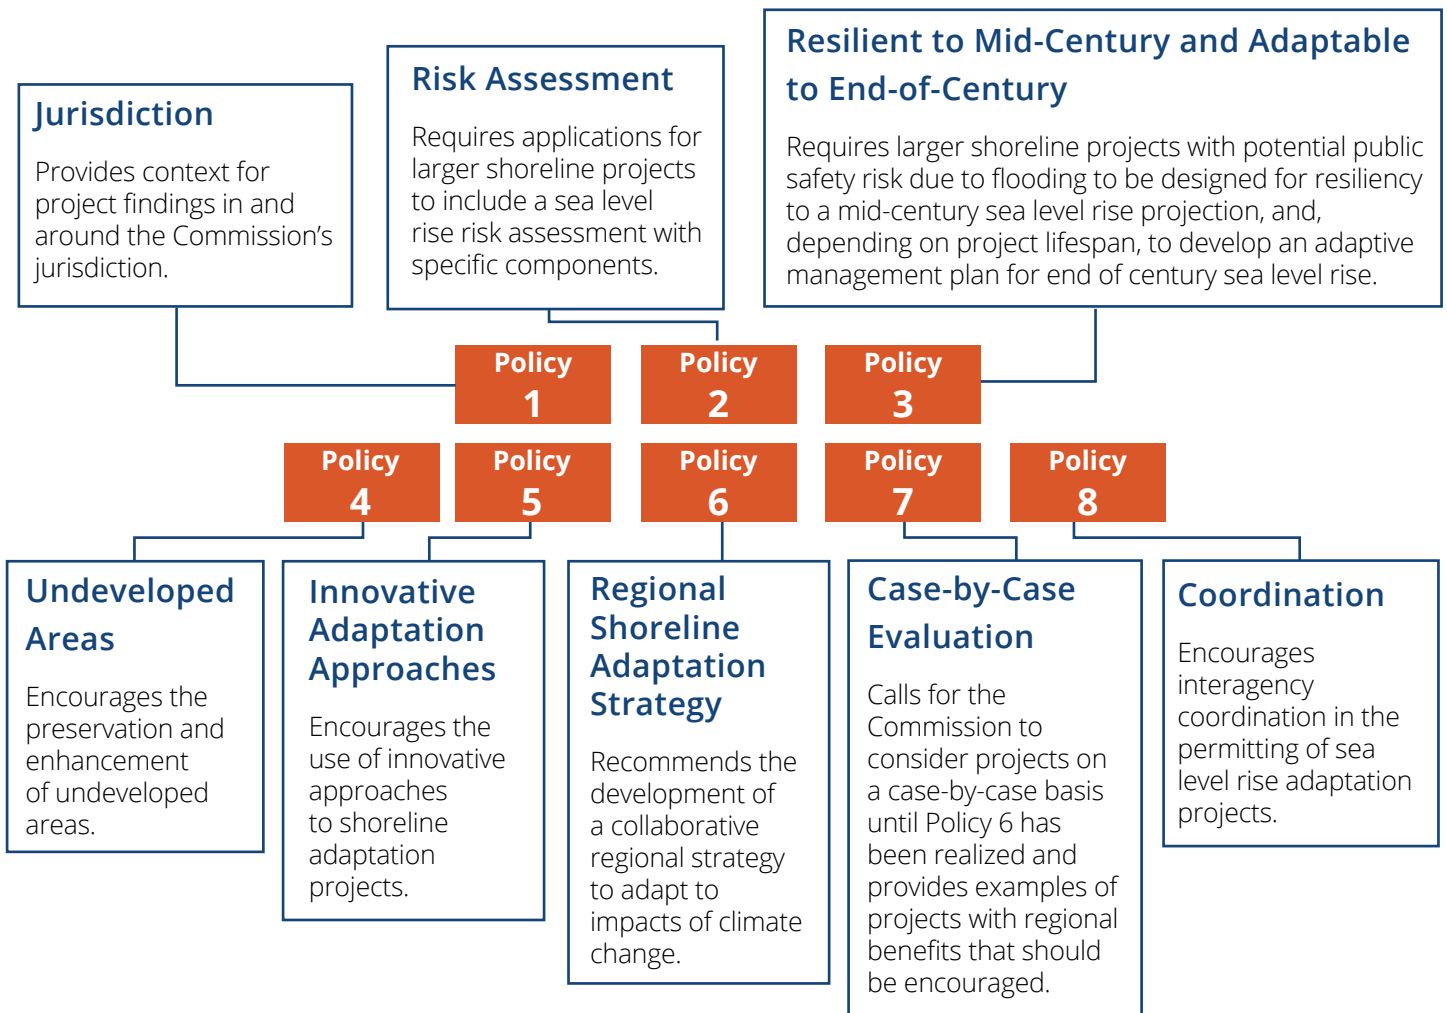 Jurisdiction
Provides context for
project findings in and
around the Commission’s
jurisdiction.
Risk Assessment
Requires applications for
larger shoreline projects
to include a sea level
rise risk assessment with
specific components.
Resilient to Mid-Century and Adaptable
to End-of-Century
Requires larger shoreline projects with potential public
safety risk due to flooding to be designed for resiliency
to a mid-century sea level rise projection, and,
depending on project lifespan, to develop an adaptive
management plan for end of century sea level rise.
Policy
1
Policy
2
Policy
3
Policy
4
Policy
5
Policy
6
Policy
7
Policy
8
Undeveloped
Areas
Encourages the
preservation and
enhancement
of undeveloped
areas.
Innovative
Adaptation
Approaches
Encourages the
use of innovative
approaches
to shoreline
adaptation
projects.
Regional
Shoreline
Adaptation
Strategy
Recommends the
development of
a collaborative
regional strategy
to adapt to
impacts of climate
change.
Case-by-Case
Evaluation
Calls for the
Commission to
consider projects on
a case-by-case basis
until Policy 6 has
been realized and
provides examples of
projects with regional
benefits that should
be encouraged.
Coordination
Encourages
interagency
coordination in the
permitting of sea
level rise adaptation
projects.